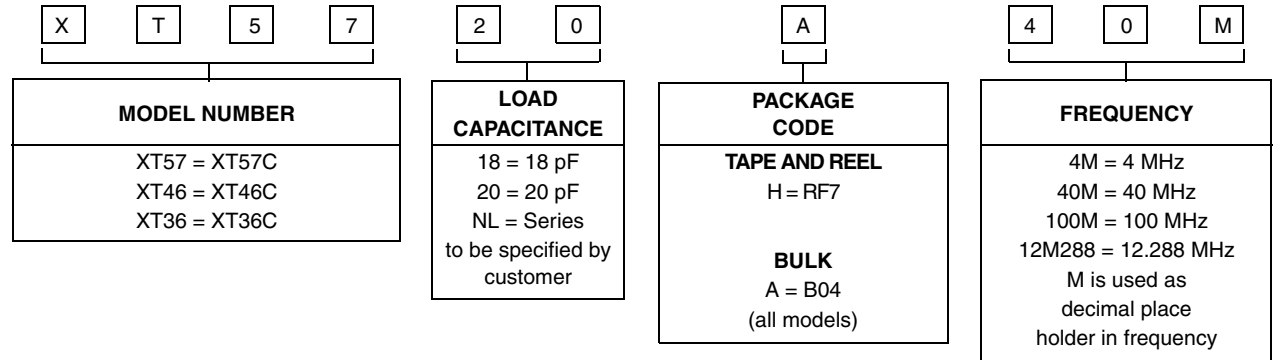 X T 5 7 2 0 A 4 0 M
MODEL NUMBER
XT57 = XT57C
XT46 = XT46C
XT36 = XT36C
LOAD
CAPACITANCE
18 = 18 pF
20 = 20 pF
NL = Series
to be specified by
customer
PACKAGE
CODE
TAPE AND REEL
H = RF7
BULK
A = B04
(all models)
FREQUENCY
4M = 4 MHz
40M = 40 MHz
100M = 100 MHz
12M288 = 12.288 MHz
M is used as
decimal place
holder in frequency